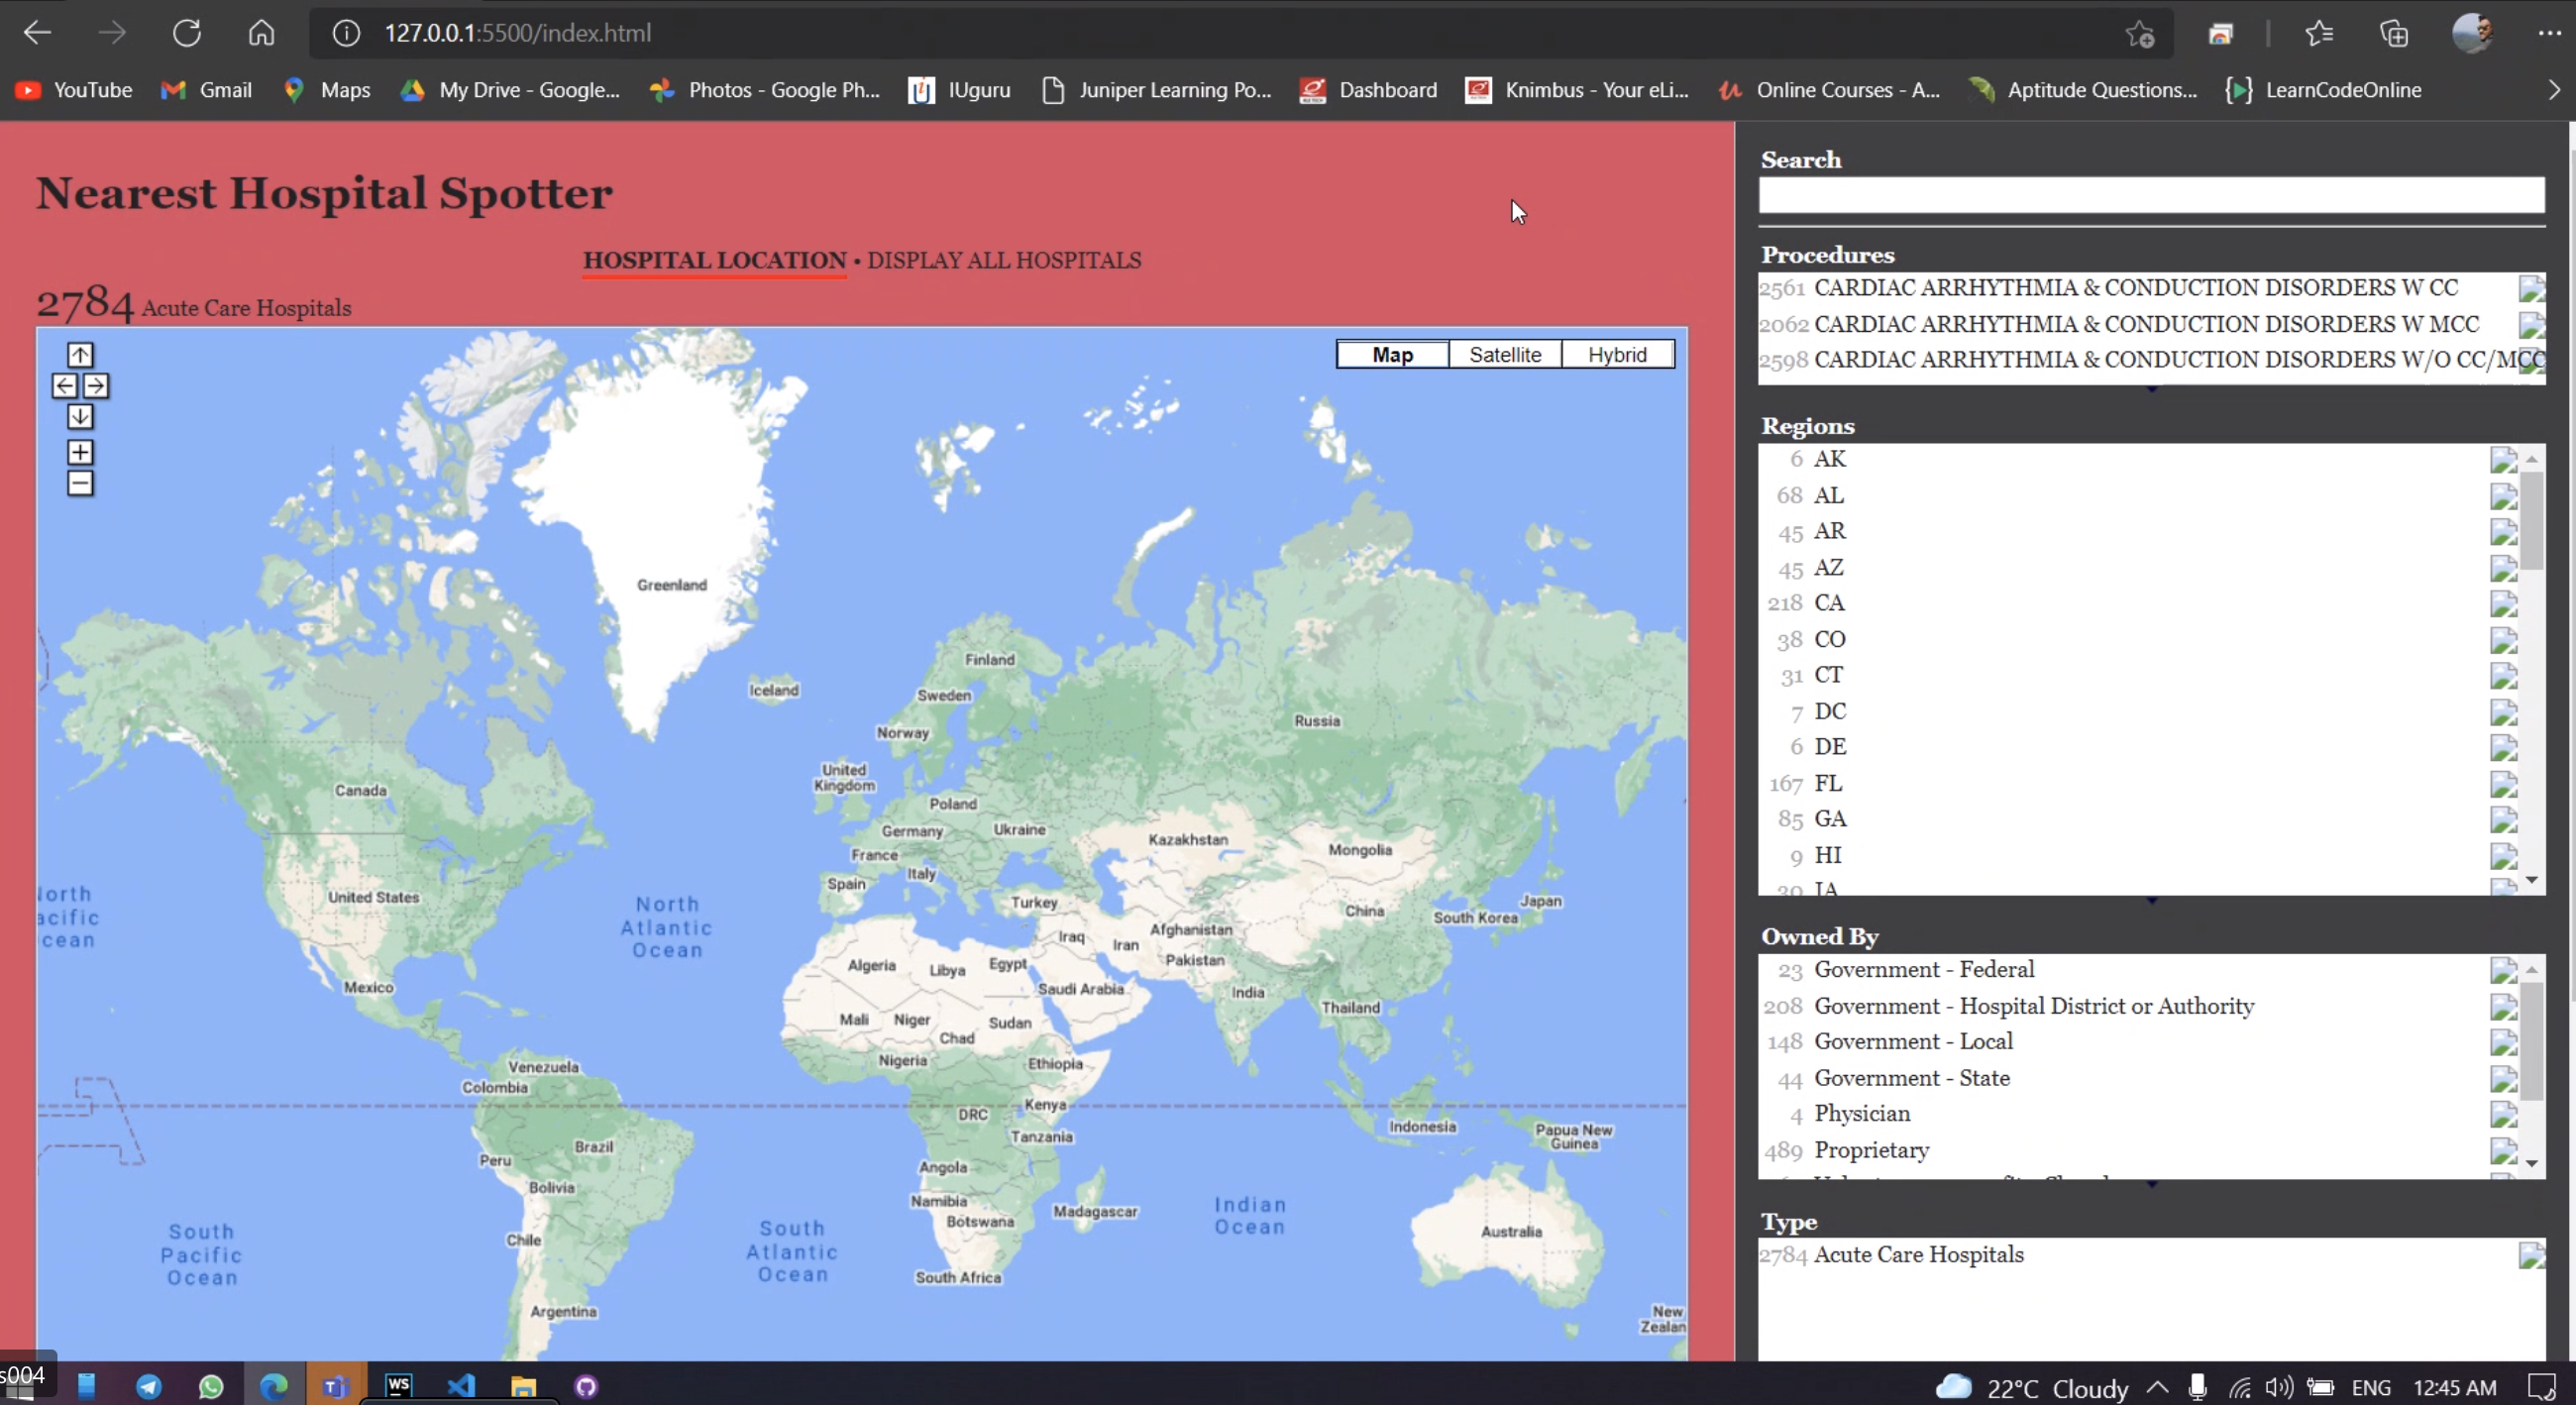 127.0.0.1:5500/index.html
YouTube Gmail Maps My Drive - Google... Photos - Google Ph... IUguru Juniper Learning Po... Dashboard Knimbus - Your eLi... Online Courses - A... Aptitude Questions... LearnCodeOnline
Nearest Hospital Spotter
HOSPITAL LOCATION • DISPLAY ALL HOSPITALS
2784 Acute Care Hospitals
Map Satellite Hybrid
Greenland
Finland
Iceland
Sweden
Russia
Norway
United
Kingdom
Canada
Poland
Germany
Ukraine
Kazakhstan
France
Mongolia
Italy
Spain
United States
North
Atlantic
Ocean
Turkey
China
Japan
South Korea
Afghanistan
Iraq
Iran
Pakistan
Algeria
Libya
Egypt
Saudi Arabia
India
Mexico
Thailand
Mali
Niger
Sudan
Chad
Nigeria
Ethiopia
Venezuela
Colombia
Kenya
DRC
Indonesia
Papua New
Guinea
Tanzania
Brazil
Peru
Angola
Bolivia
Namibia
Madagascar
Botswana
Indian
Ocean
Australia
South
Pacific
Ocean
South
Atlantic
Ocean
Chile
South Africa
Argentina
New
Zealan
Search
Procedures
2561 CARDIAC ARRHYTHMIA & CONDUCTION DISORDERS W CC
2062 CARDIAC ARRHYTHMIA & CONDUCTION DISORDERS W MCC
2598 CARDIAC ARRHYTHMIA & CONDUCTION DISORDERS W/O CC/MCC
Regions
6 AK
68 AL
45 AR
45 AZ
218 CA
38 CO
31 CT
7 DC
6 DE
167 FL
85 GA
9 HI
30 IA
Owned By
23 Government - Federal
208 Government - Hospital District or Authority
148 Government - Local
44 Government - State
4 Physician
489 Proprietary
Type
2784 Acute Care Hospitals
s004
WS
22°C Cloudy ENG 12:45 AM